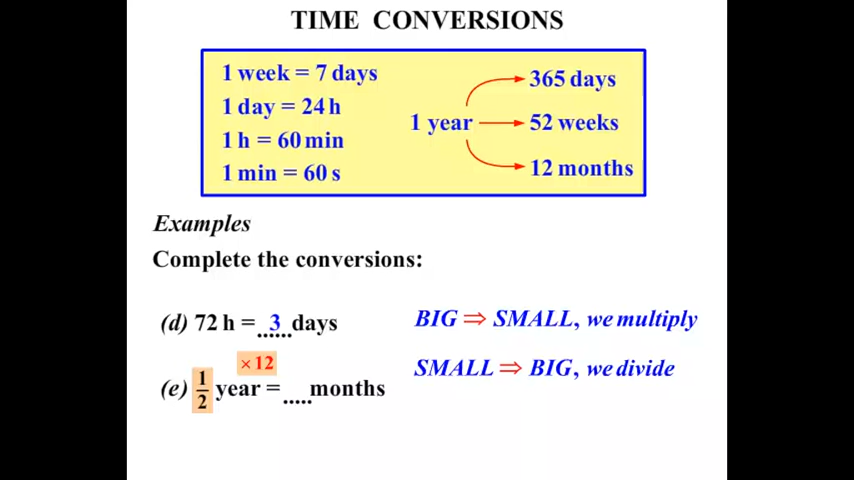 TIME CONVERSIONS
1 week = 7 days
1 day = 24 h
1 h = 60 min
1 min = 60 s
1 year
365 days
52 weeks
12 months
Examples
Complete the conversions:
(d) 72 h = ...3... days
BIG ⇒ SMALL, we multiply
SMALL ⇒ BIG, we divide
× 12
(e) 1/2 year = ..... months